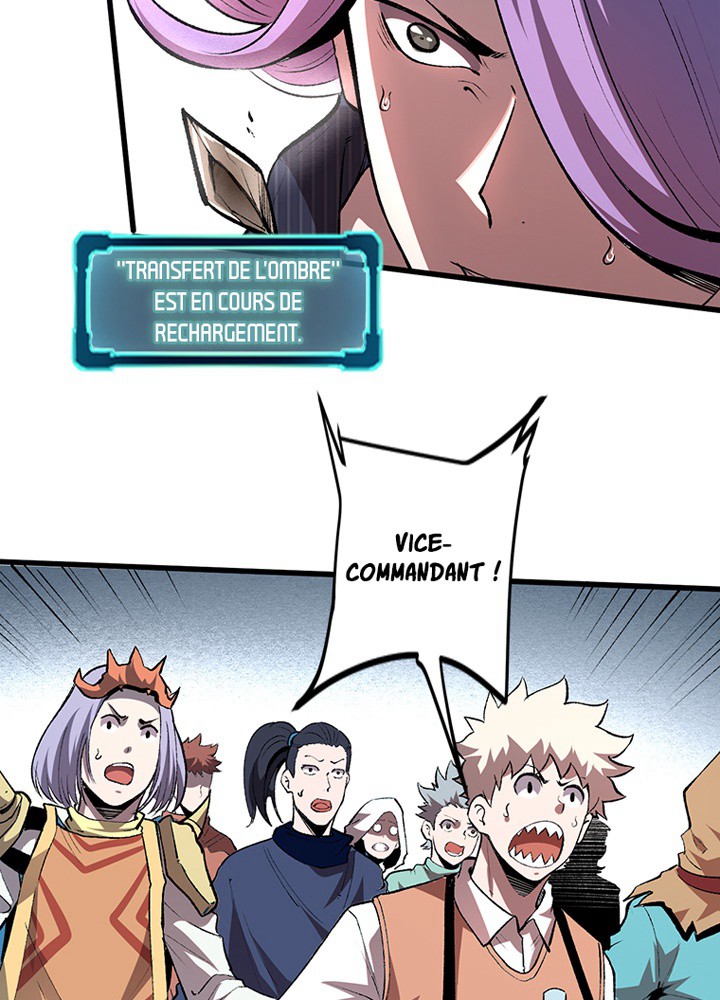 "TRANSFERT DE L'OMBRE"
EST EN COURS DE
RECHARGEMENT.
VICE-
COMMANDANT !